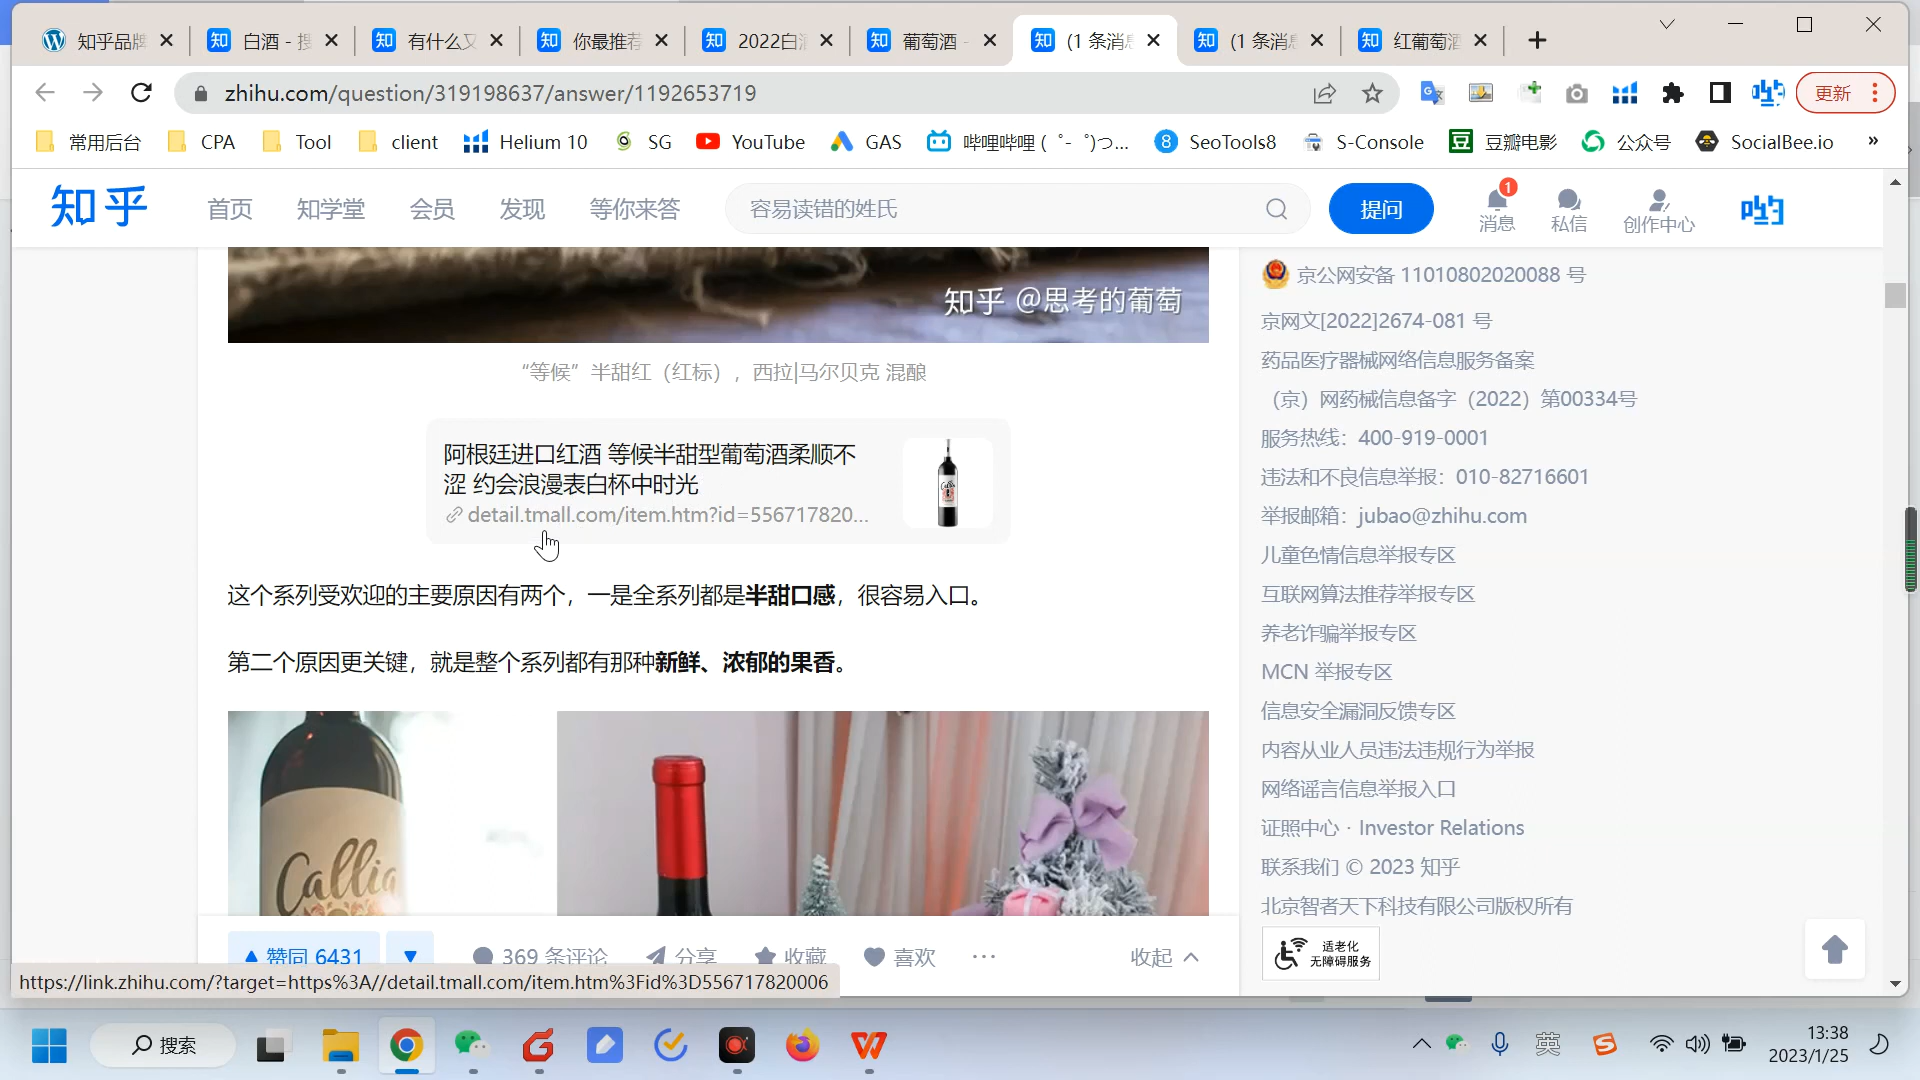 知乎品牌
白酒 - 搜
有什么又
你最推荐
2022白酒
葡萄酒 -
(1 条消息
(1 条消息
红葡萄酒
zhihu.com/question/319198637/answer/1192653719
更新
常用后台
CPA
Tool
client
Helium 10
SG
YouTube
GAS
哔哩哔哩 ( ゜- ゜)つ...
SeoTools8
S-Console
豆瓣电影
公众号
SocialBee.io
»
知乎
首页
知学堂
会员
发现
等你来答
容易读错的姓氏
提问
1
消息
私信
创作中心
知乎 @思考的葡萄
“等候”半甜红（红标），西拉|马尔贝克 混酿
阿根廷进口红酒 等候半甜型葡萄酒柔顺不
涩 约会浪漫表白杯中时光
detail.tmall.com/item.htm?id=556717820...
这个系列受欢迎的主要原因有两个，一是全系列都是半甜口感，很容易入口。
第二个原因更关键，就是整个系列都有那种新鲜、浓郁的果香。
Callia
赞同 6431
369 条评论
分享
收藏
喜欢
···
收起
https://link.zhihu.com/?target=https%3A//detail.tmall.com/item.htm%3Fid%3D556717820006
京公网安备 11010802020088 号
京网文[2022]2674-081 号
药品医疗器械网络信息服务备案
（京）网药械信息备字（2022）第00334号
服务热线：400-919-0001
违法和不良信息举报：010-82716601
举报邮箱：jubao@zhihu.com
儿童色情信息举报专区
互联网算法推荐举报专区
养老诈骗举报专区
MCN 举报专区
信息安全漏洞反馈专区
内容从业人员违法违规行为举报
网络谣言信息举报入口
证照中心 · Investor Relations
联系我们 © 2023 知乎
北京智者天下科技有限公司版权所有
适老化
无障碍服务
搜索
英
13:38
2023/1/25